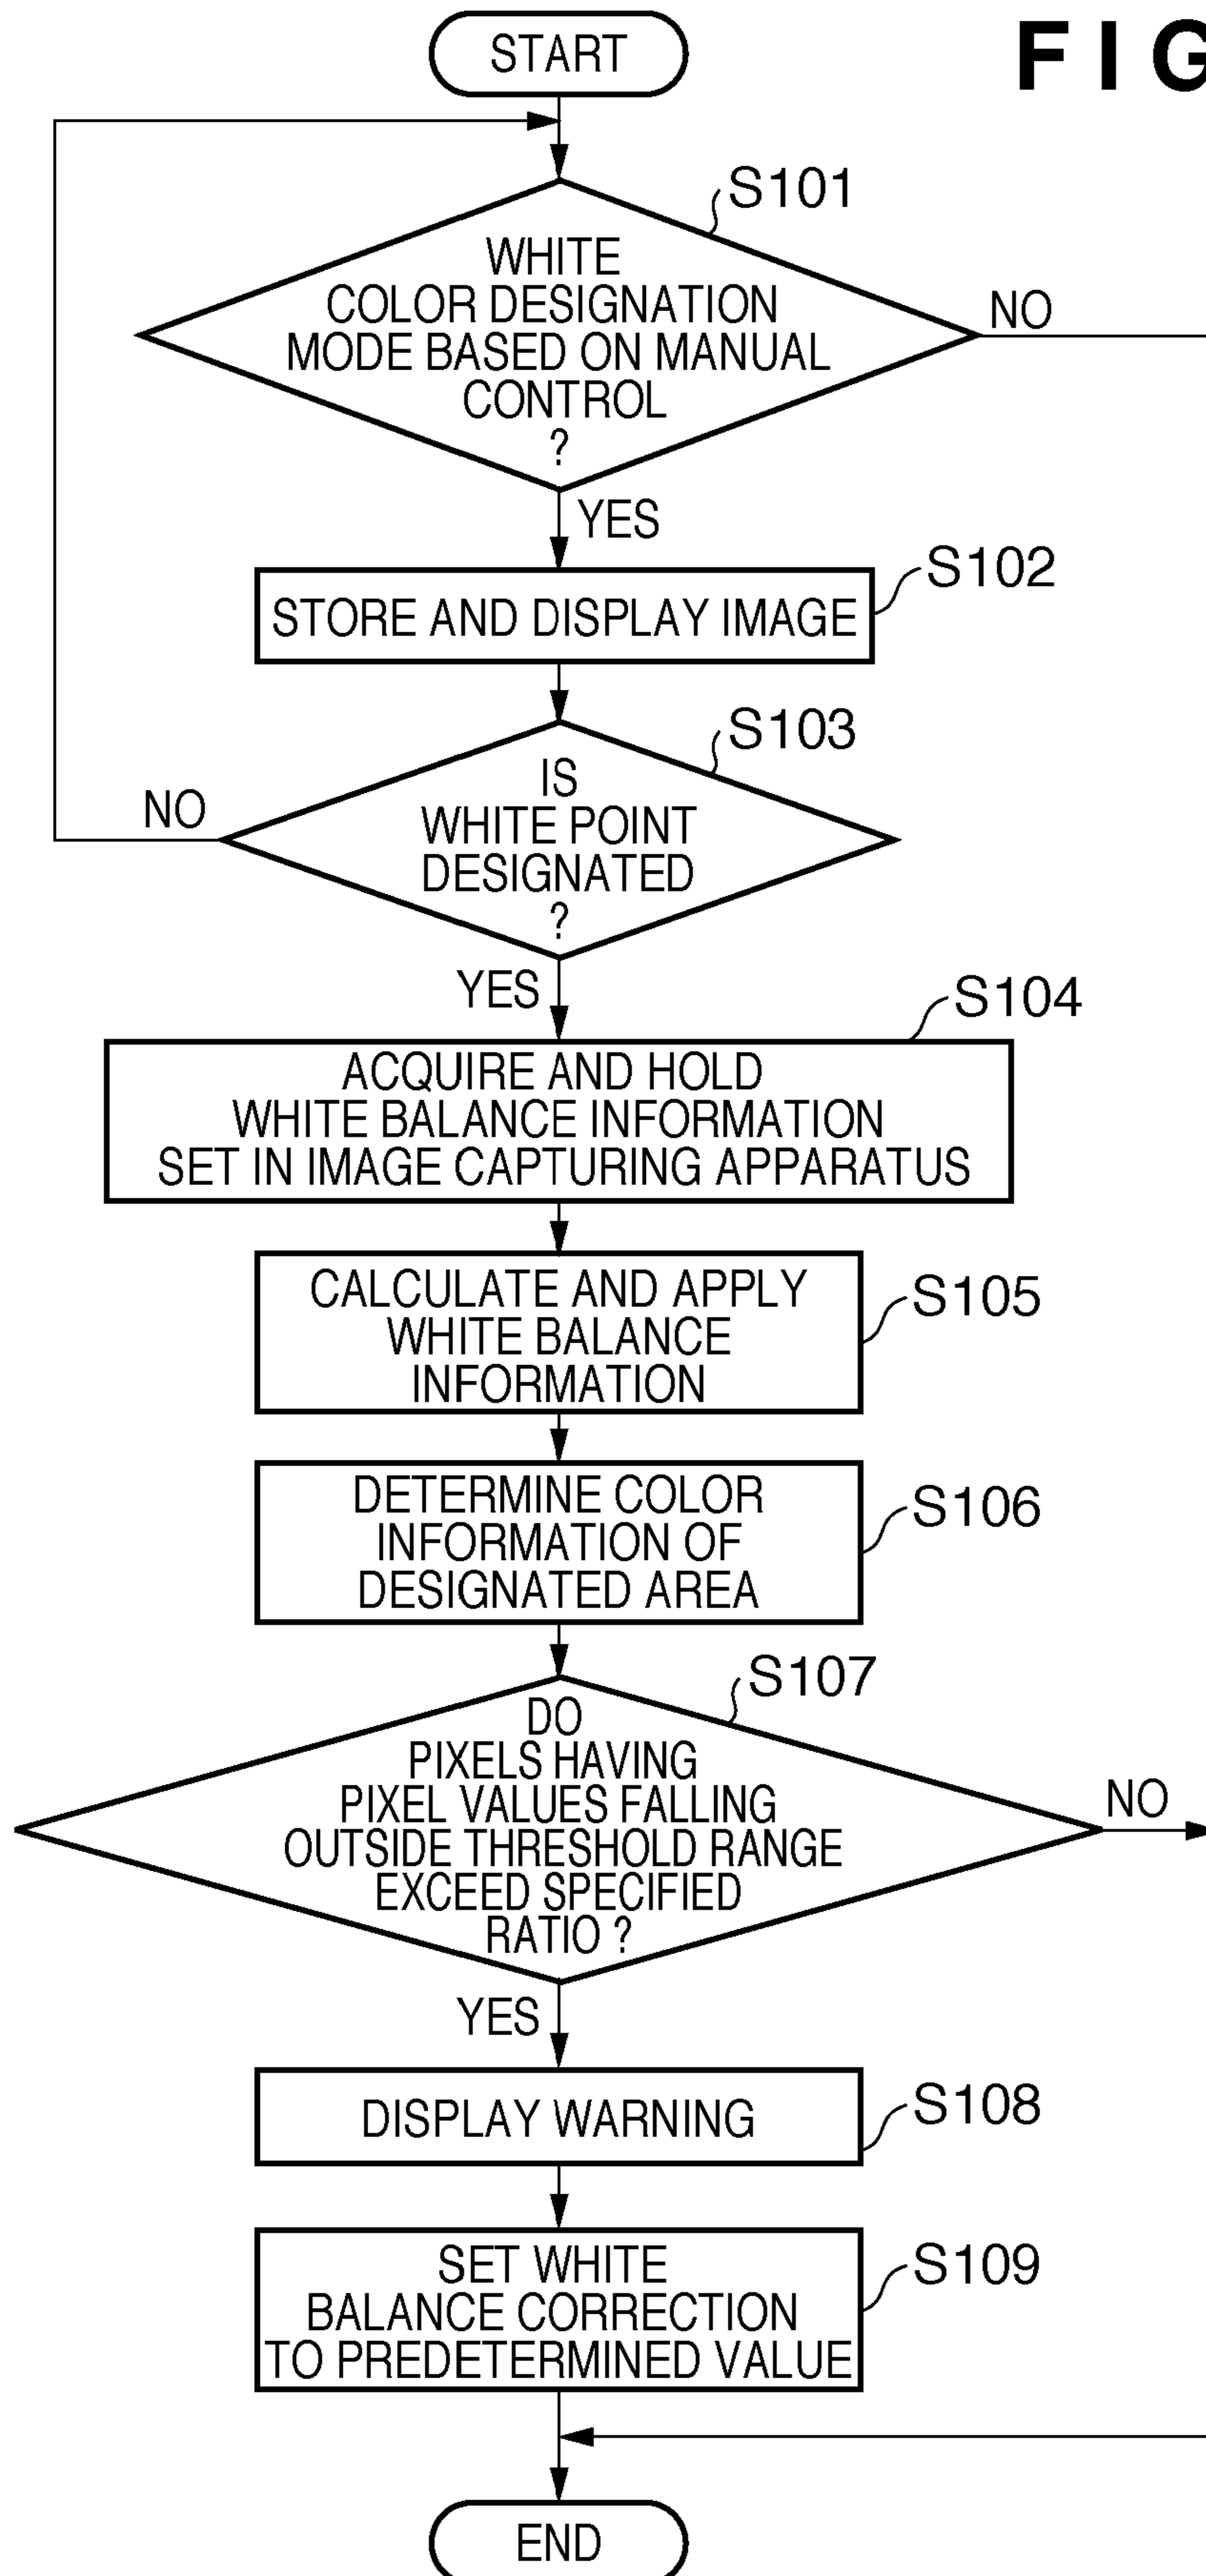 START
FIG
S101
WHITE
COLOR DESIGNATION
MODE BASED ON MANUAL
CONTROL
?
NO
YES
S102
STORE AND DISPLAY IMAGE
S103
IS
WHITE POINT
DESIGNATED
?
NO
YES
S104
ACQUIRE AND HOLD
WHITE BALANCE INFORMATION
SET IN IMAGE CAPTURING APPARATUS
CALCULATE AND APPLY
WHITE BALANCE
INFORMATION
S105
DETERMINE COLOR
INFORMATION OF
DESIGNATED AREA
S106
S107
DO
PIXELS HAVING
PIXEL VALUES FALLING
OUTSIDE THRESHOLD RANGE
EXCEED SPECIFIED
RATIO ?
NO
YES
DISPLAY WARNING
S108
SET WHITE
BALANCE CORRECTION
TO PREDETERMINED VALUE
S109
END